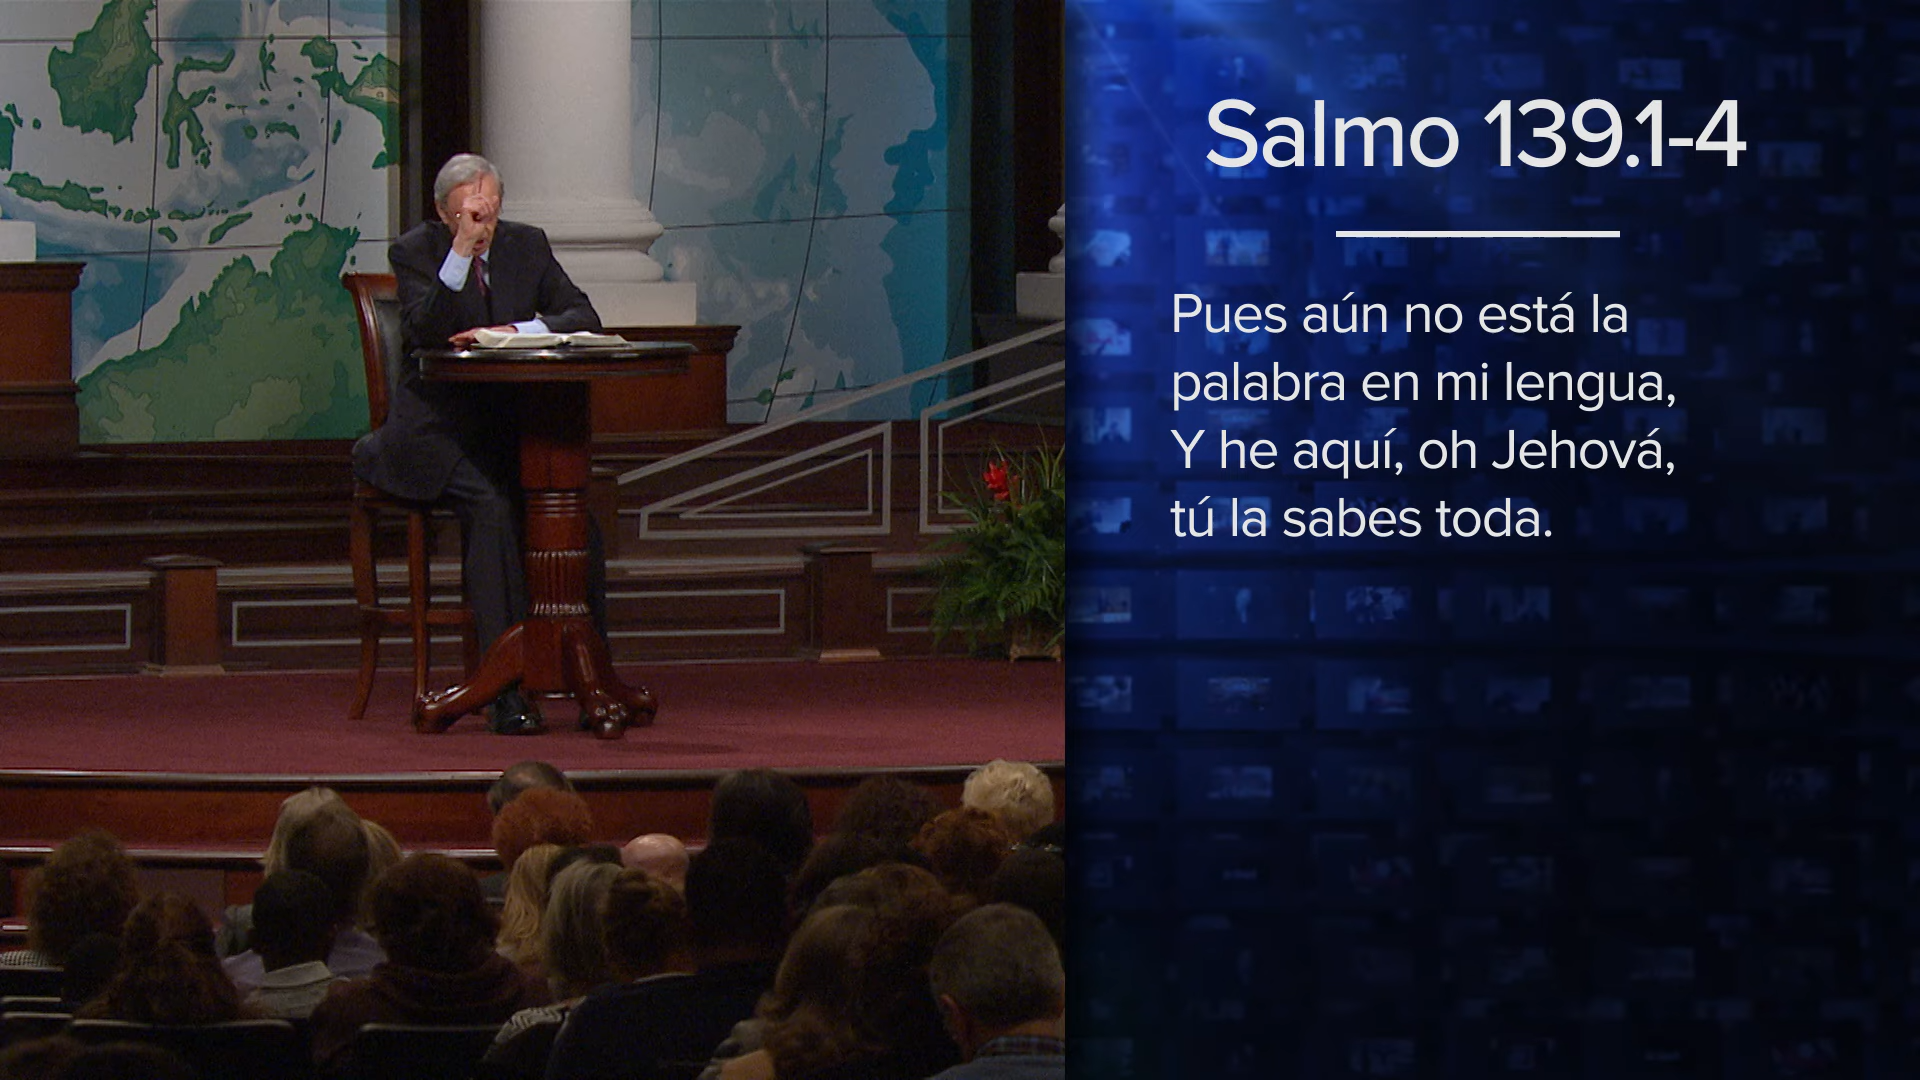 Salmo 139.1-4
Pues aún no está la
palabra en mi lengua,
Y he aquí, oh Jehová,
tú la sabes toda.